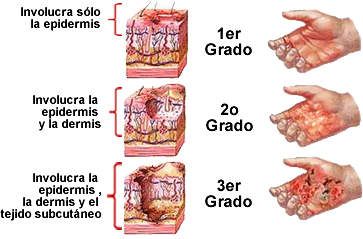 Involucra sólo
la epidermis
1er
Grado
Involucra la
epidermis
y la dermis
2o
Grado
Involucra la
epidermis ,
la dermis y el
tejido subcutáneo
3er
Grado